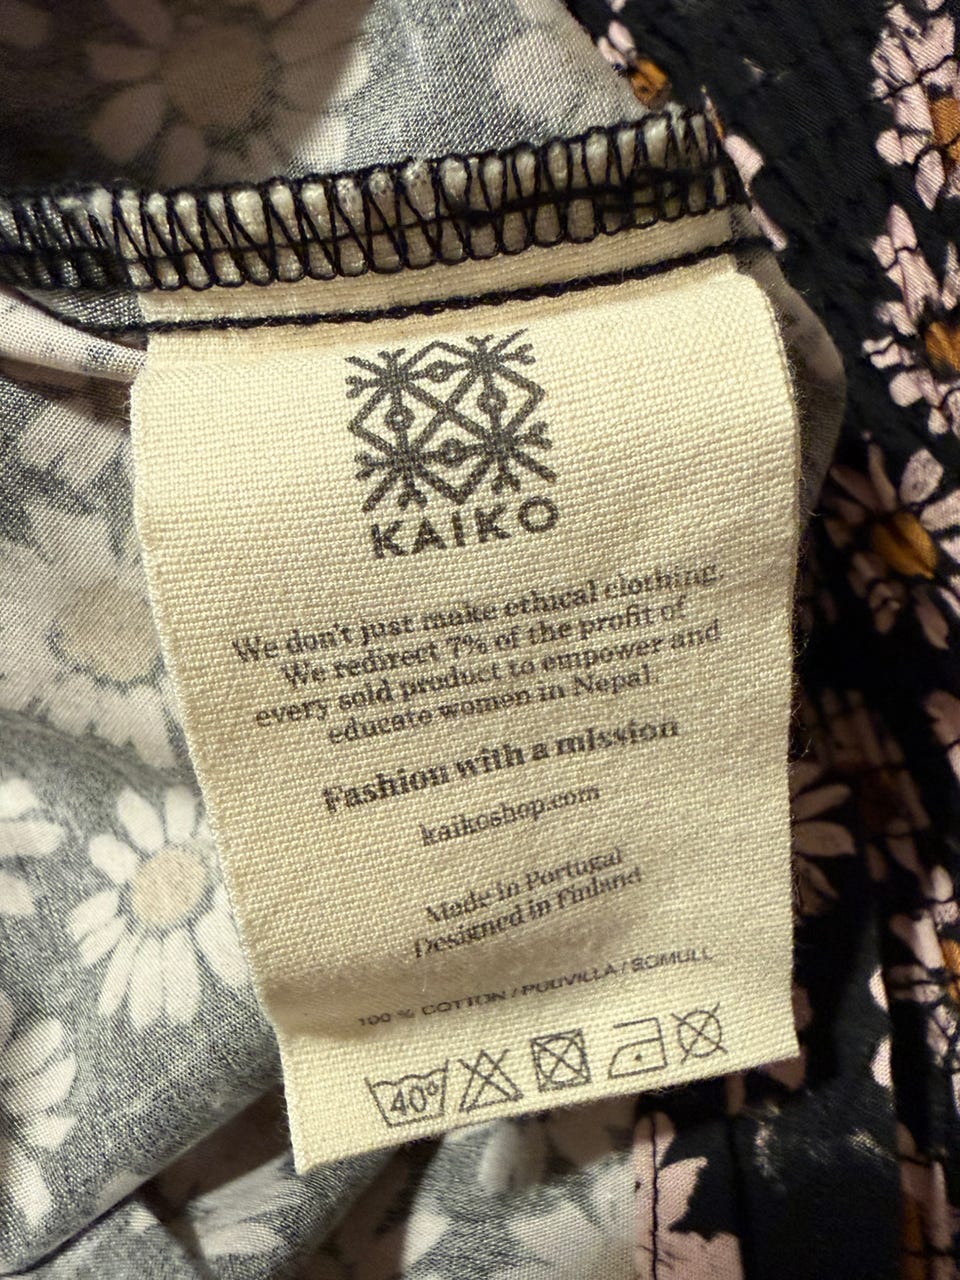 KAIKO
We don't just make ethical clothing.
We redirect 7% of the profit of
every sold product to empower and
educate women in Nepal.
Fashion with a mission
kaikoshop.com
Made in Portugal
Designed in Finland
100 % COTTON / PUUVILLA / BOMULL
40°